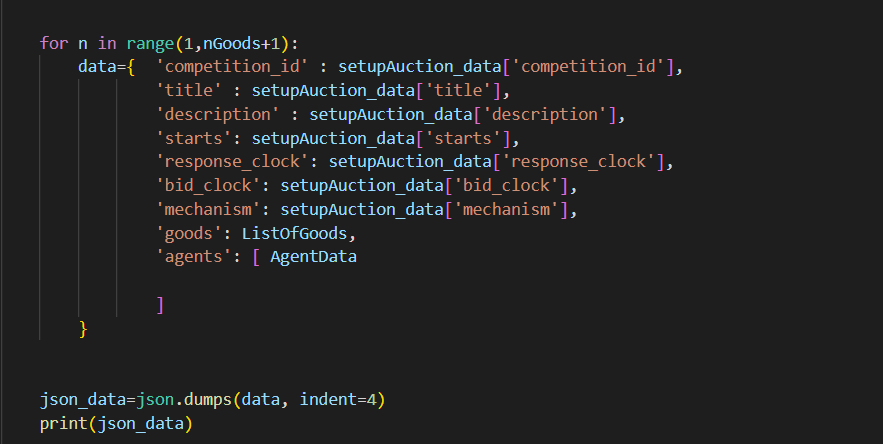 for n in range(1,nGoods+1):
data={  'competition_id' : setupAuction_data['competition_id'],
'title' : setupAuction_data['title'],
'description' : setupAuction_data['description'],
'starts': setupAuction_data['starts'],
'response_clock': setupAuction_data['response_clock'],
'bid_clock': setupAuction_data['bid_clock'],
'mechanism': setupAuction_data['mechanism'],
'goods': ListOfGoods,
'agents': [ AgentData
]
}
json_data=json.dumps(data, indent=4)
print(json_data)